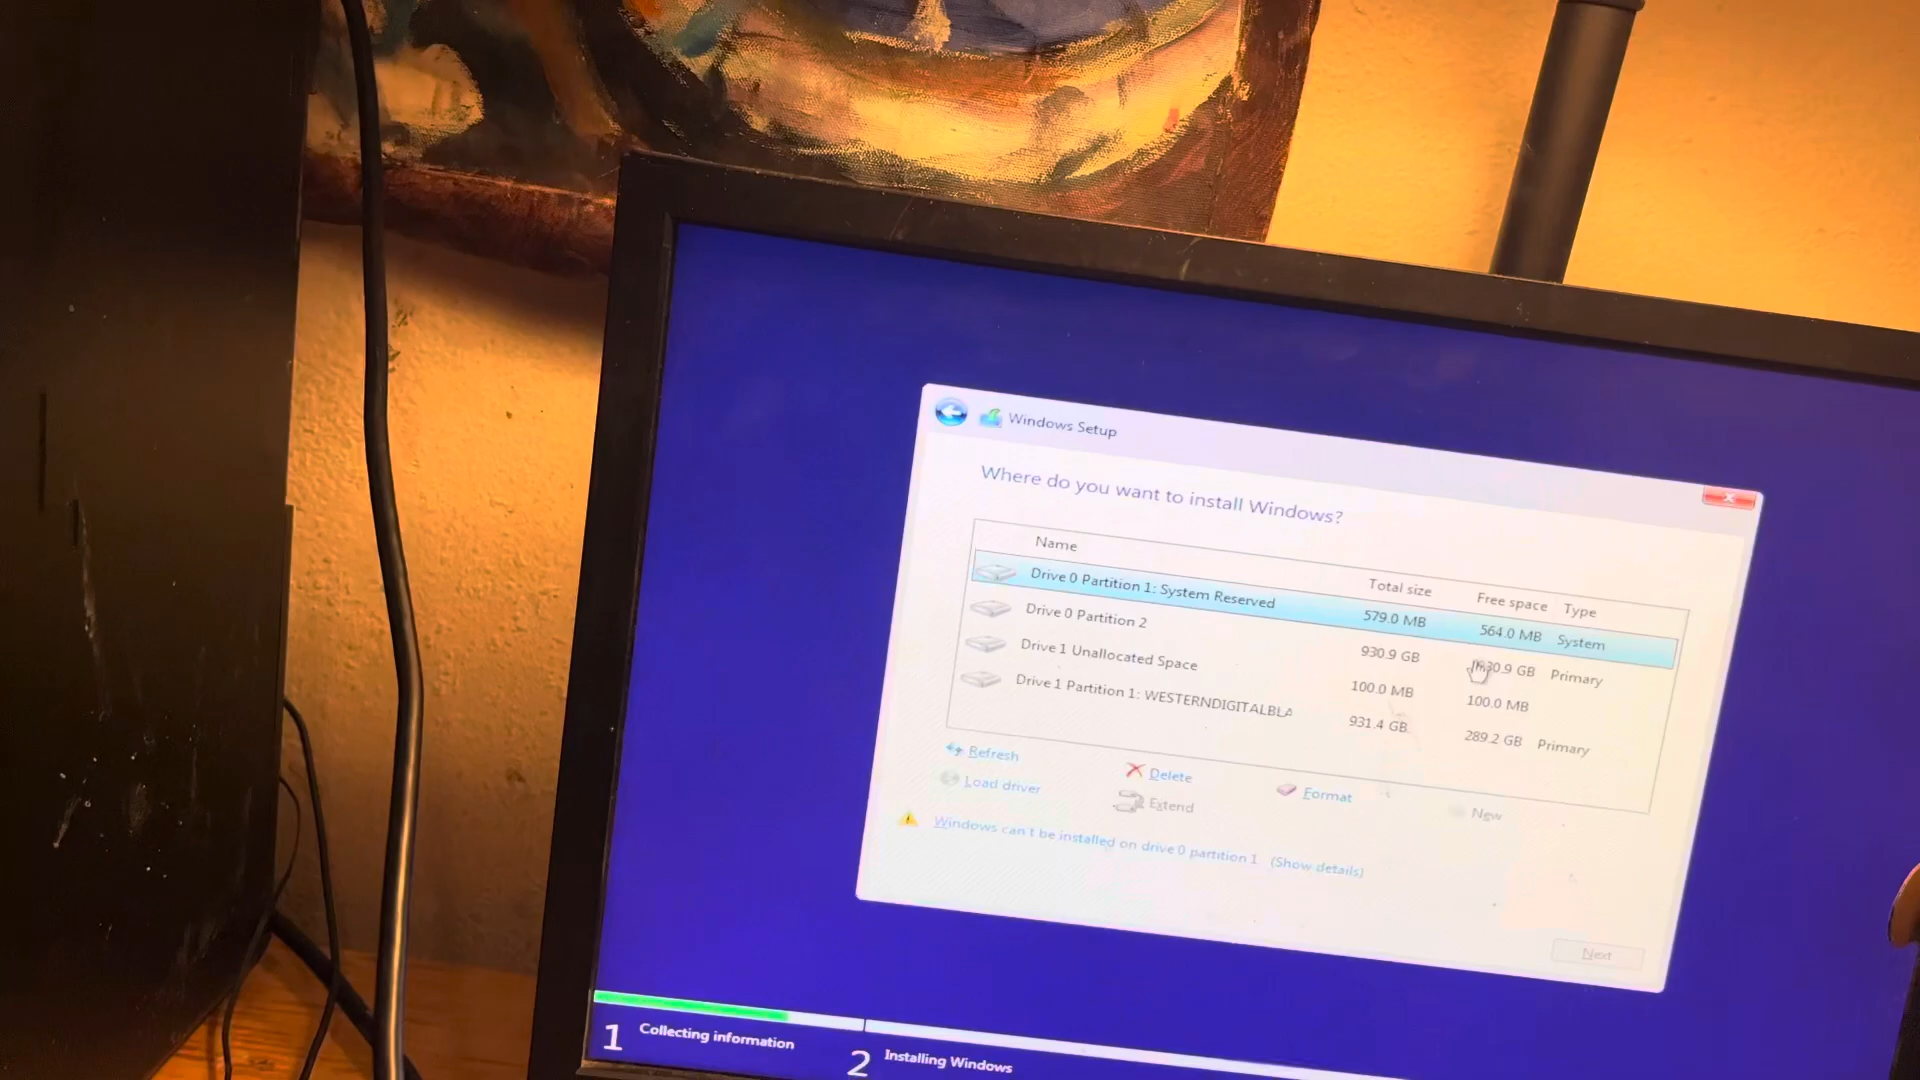 Windows Setup
Where do you want to install Windows?
Name Total size Free space Type
Drive 0 Partition 1: System Reserved 579.0 MB 564.0 MB System
Drive 0 Partition 2 930.9 GB 930.9 GB Primary
Drive 1 Unallocated Space 100.0 MB 100.0 MB
Drive 1 Partition 1: WESTERNDIGITALBLA 931.4 GB 289.2 GB Primary
Refresh Delete Format New
Load driver Extend
Windows can't be installed on drive 0 partition 1 (Show details)
Next
1 Collecting information
2 Installing Windows